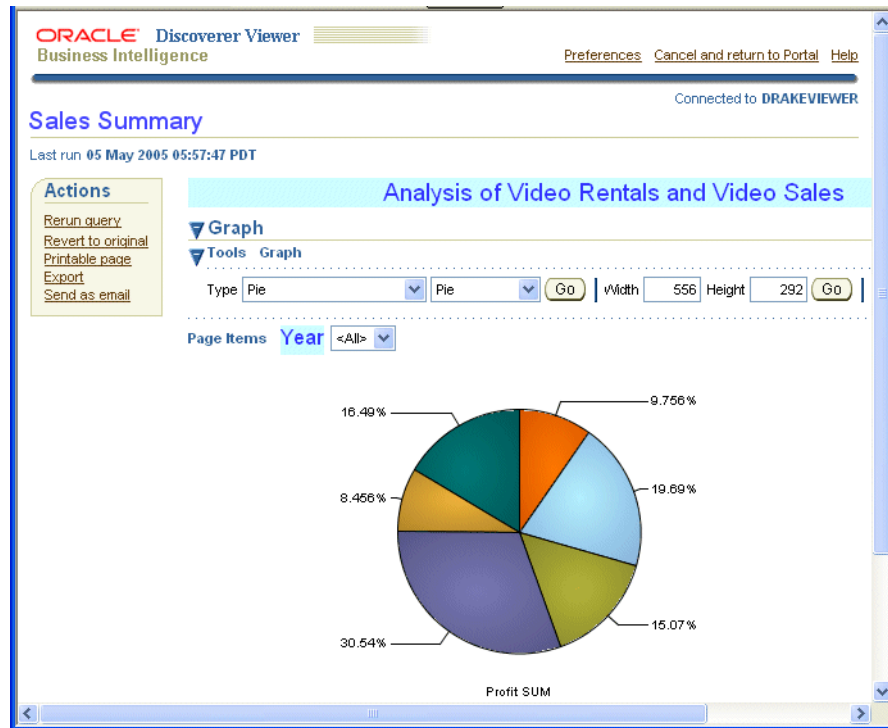 ORACLE Discoverer Viewer
Business Intelligence
Preferences Cancel and return to Portal Help
Connected to DRAKEVIEWER
Sales Summary
Last run 05 May 2005 05:57:47 PDT
Actions
Rerun query
Revert to original
Printable page
Export
Send as email
Analysis of Video Rentals and Video Sales
Graph
Tools Graph
Type Pie Pie Go Width 556 Height 292 Go
Page Items Year <All>
16.49%
9.756%
8.456%
19.69%
30.54%
15.07%
Profit SUM